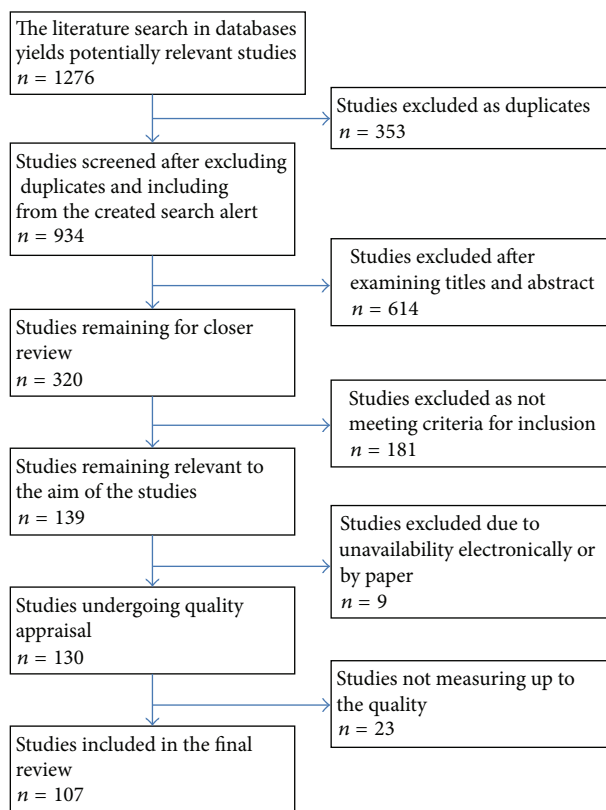 The literature search in databases
yields potentially relevant studies
n = 1276
Studies excluded as duplicates
n = 353
Studies screened after excluding
duplicates and including
from the created search alert
n = 934
Studies excluded after
examining titles and abstract
n = 614
Studies remaining for closer
review
n = 320
Studies excluded as not
meeting criteria for inclusion
n = 181
Studies remaining relevant to
the aim of the studies
n = 139
Studies excluded due to
unavailability electronically or
by paper
n = 9
Studies undergoing quality
appraisal
n = 130
Studies not measuring up to
the quality
n = 23
Studies included in the final
review
n = 107